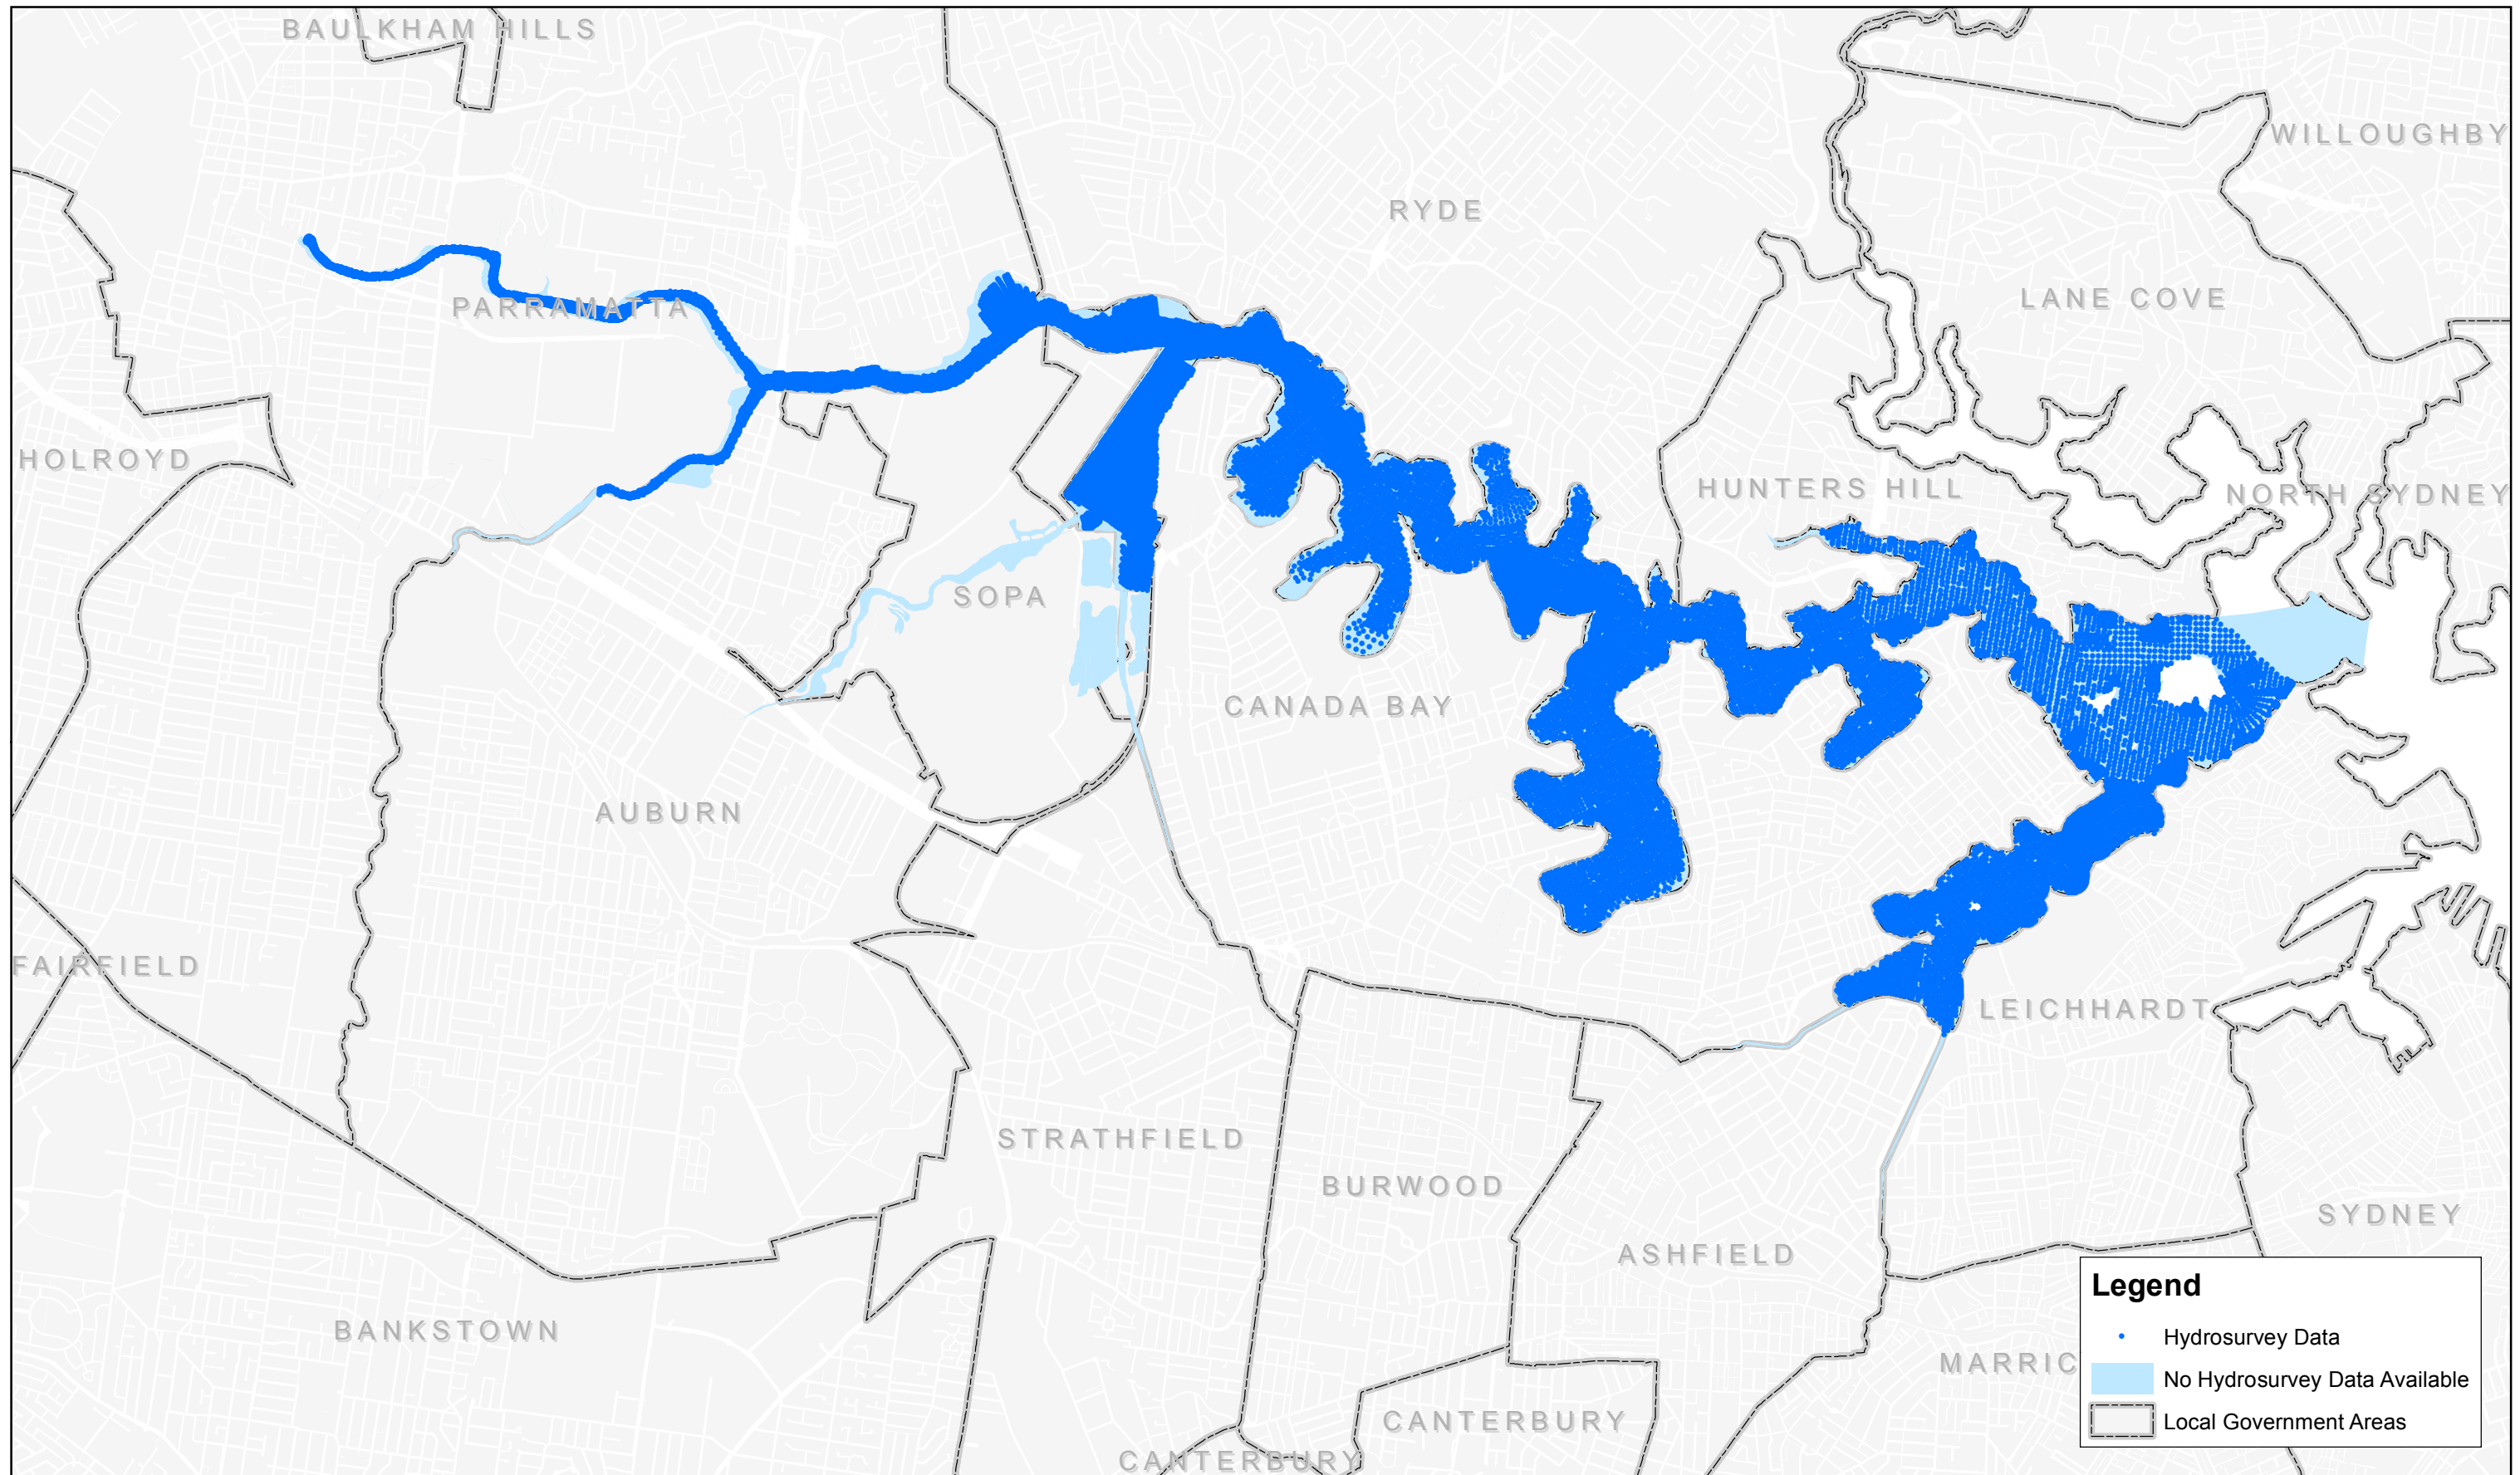 BAULKHAM HILLS
WILLOUGHBY
RYDE
LANE COVE
PARRAMATTA
HOLROYD
HUNTERS HILL
NORTH SYDNEY
SOPA
CANADA BAY
AUBURN
FAIRFIELD
LEICHHARDT
STRATHFIELD
BURWOOD
SYDNEY
ASHFIELD
BANKSTOWN
MARRIC
CANTERBURY
CANTERBURY
Legend
Hydrosurvey Data
No Hydrosurvey Data Available
Local Government Areas